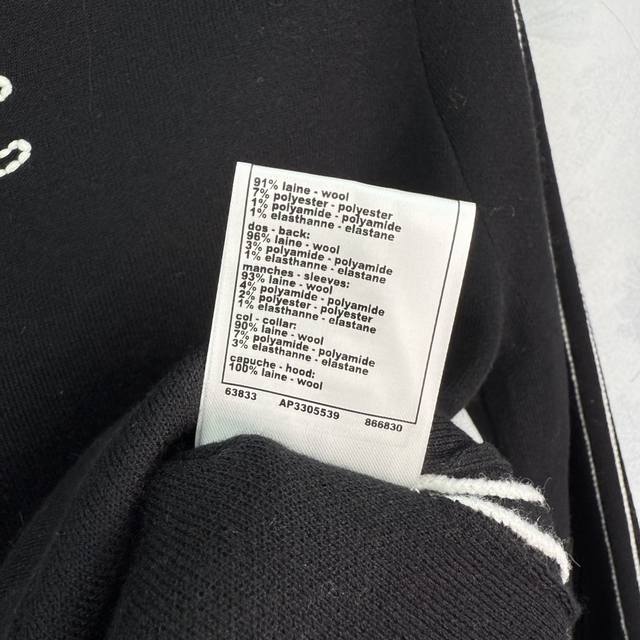 91% laine - wool
7% polyester - polyester
1% polyamide - polyamide
1% elasthanne - elastane
dos - back:
96% laine - wool
3% polyamide - polyamide
1% elasthanne - elastane
manches - sleeves:
93% laine - wool
4% polyamide - polyamide
2% polyester - polyester
1% elasthanne - elastane
col - collar:
90% laine - wool
7% polyamide - polyamide
3% elasthanne - elastane
capuche - hood:
100% laine - wool
63833 AP3305539 866830